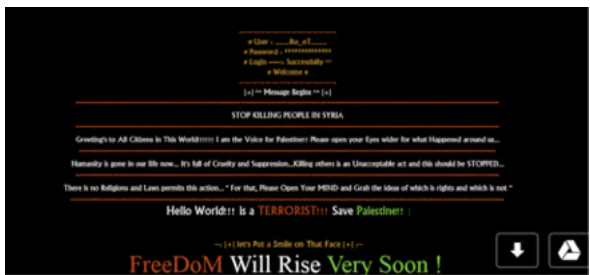 # User : ___Ro_oT___
# Password : **************
# Login ----> Successfully ^^
# Welcome #
[+] ^^ Message Begins ^^ [+]
STOP KILLING PEOPLE IN SYRIA
Greeting's to All Citizens In This World!!!!! I am the Voice for Palestine!! Please open your Eyes wider for what Happened around us...
Humanity is gone in our life now... It's full of Cruelty and Suppression...Killing others is an Unacceptable act and this should be STOPPED...
There is no Religions and Laws permits this action... " For that, Please Open Your MIND and Grab the ideas of which is rights and which is not "
Hello World!!! is a TERRORIST!!! Save Palestine!! |
~: [+] let's Put a Smile on That Face [+] :~
FreeDoM Will Rise Very Soon !